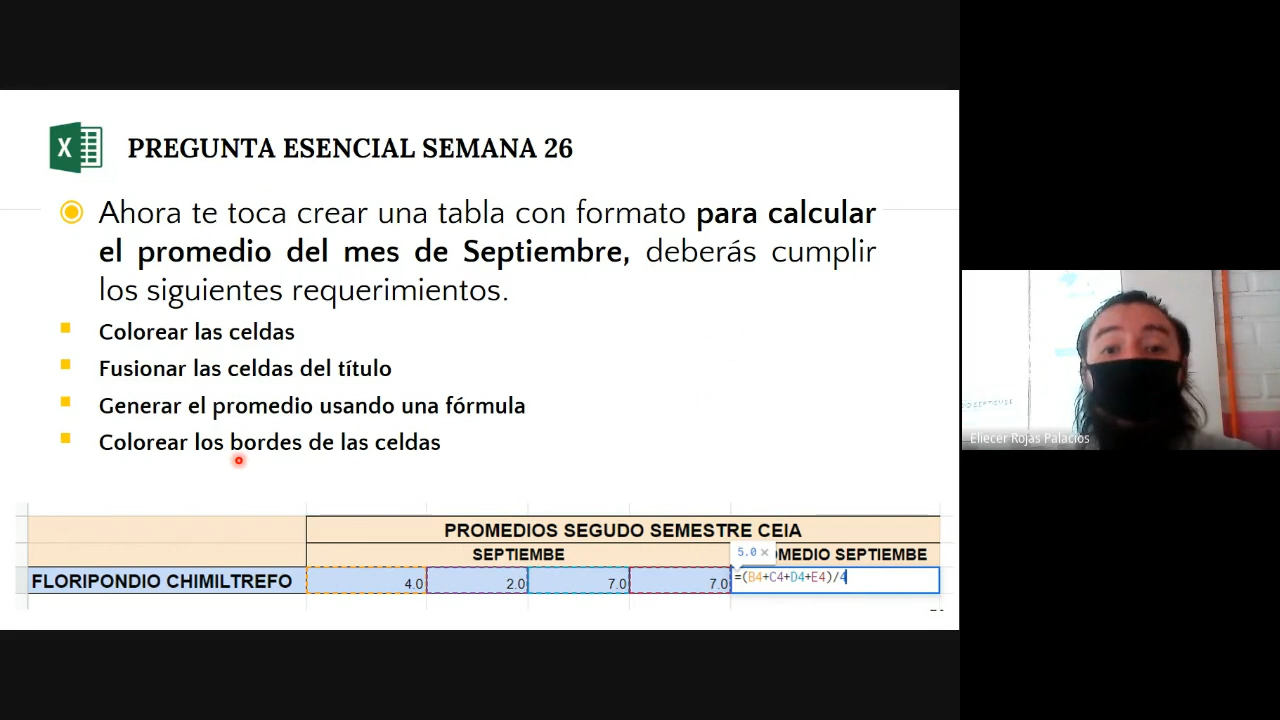 X
PREGUNTA ESENCIAL SEMANA 26
Ahora te toca crear una tabla con formato para calcular
el promedio del mes de Septiembre, deberás cumplir
los siguientes requerimientos.
Colorear las celdas
Fusionar las celdas del título
Generar el promedio usando una fórmula
Colorear los bordes de las celdas
PROMEDIOS SEGUDO SEMESTRE CEIA
SEPTIEMBE
5.0 ×
OMEDIO SEPTIEMBE
FLORIPONDIO CHIMILTREFO 4.0 2.0 7.0 7.0 =(B4+C4+D4+E4)/4
Eliecer Rojas Palacios